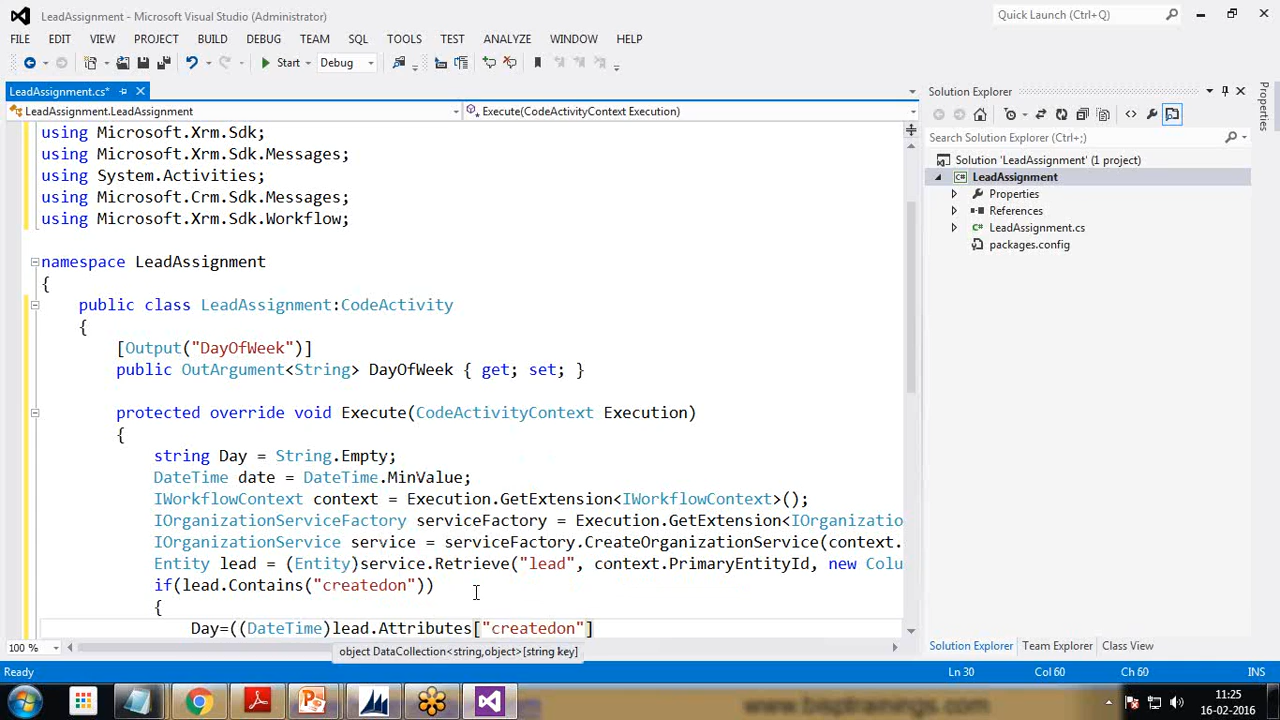 LeadAssignment - Microsoft Visual Studio (Administrator)
Quick Launch (Ctrl+Q)
FILE EDIT VIEW PROJECT BUILD DEBUG TEAM SQL TOOLS TEST ANALYZE WINDOW HELP
Start Debug
LeadAssignment.cs*
LeadAssignment.LeadAssignment
Execute(CodeActivityContext Execution)
using Microsoft.Xrm.Sdk;
using Microsoft.Xrm.Sdk.Messages;
using System.Activities;
using Microsoft.Crm.Sdk.Messages;
using Microsoft.Xrm.Sdk.Workflow;
namespace LeadAssignment
{
public class LeadAssignment:CodeActivity
{
[Output("DayOfWeek")]
public OutArgument<String> DayOfWeek { get; set; }
protected override void Execute(CodeActivityContext Execution)
{
string Day = String.Empty;
DateTime date = DateTime.MinValue;
IWorkflowContext context = Execution.GetExtension<IWorkflowContext>();
IOrganizationServiceFactory serviceFactory = Execution.GetExtension<IOrganizatio
IOrganizationService service = serviceFactory.CreateOrganizationService(context.
Entity lead = (Entity)service.Retrieve("lead", context.PrimaryEntityId, new Colu
if(lead.Contains("createdon"))
{
Day=((DateTime)lead.Attributes["createdon"]
object DataCollection<string,object>[string key]
100 %
Solution Explorer
Search Solution Explorer (Ctrl+;)
Solution 'LeadAssignment' (1 project)
LeadAssignment
Properties
References
LeadAssignment.cs
packages.config
Solution Explorer Team Explorer Class View
Properties
Ready
Ln 30 Col 60 Ch 60 INS
www.bisptrainings.com
11:25
16-02-2016